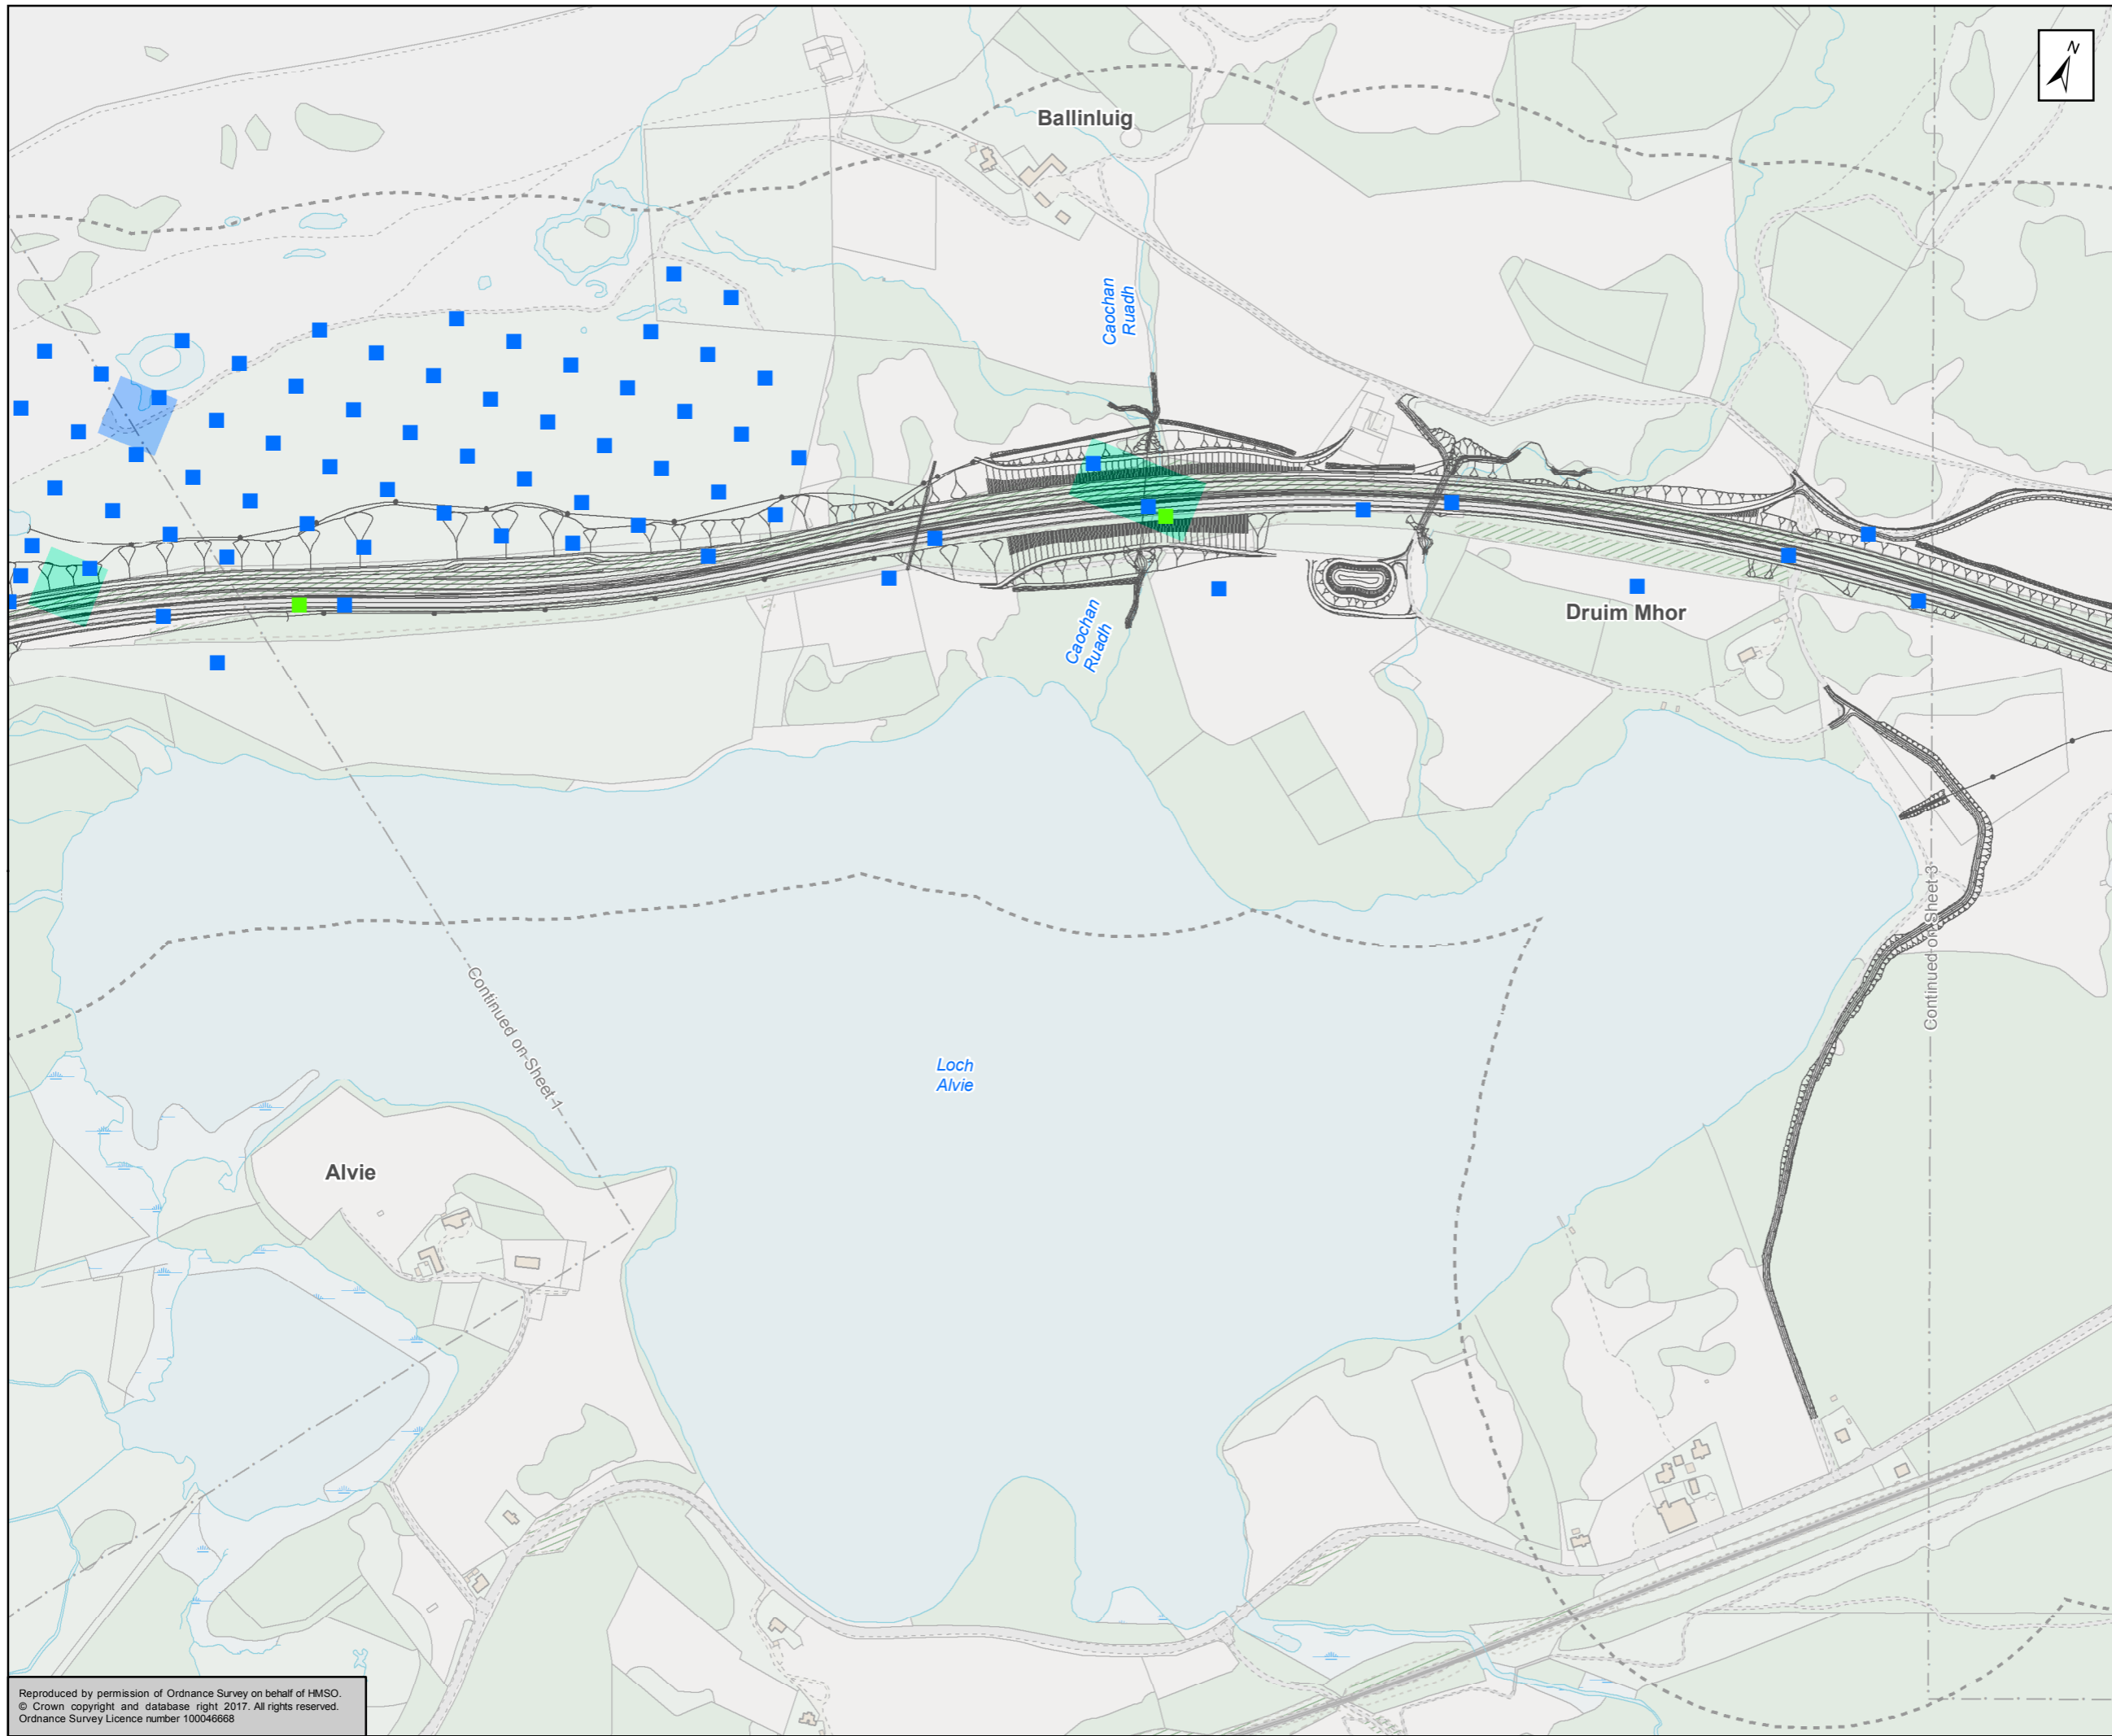 N
Ballinluig
Caochan
Ruadh
Caochan
Ruadh
Druim Mhor
Continued on Sheet 3
Continued on Sheet 1
Loch
Alvie
Alvie
Reproduced by permission of Ordnance Survey on behalf of HMSO.
© Crown copyright and database right 2017. All rights reserved.
Ordnance Survey Licence number 100046668